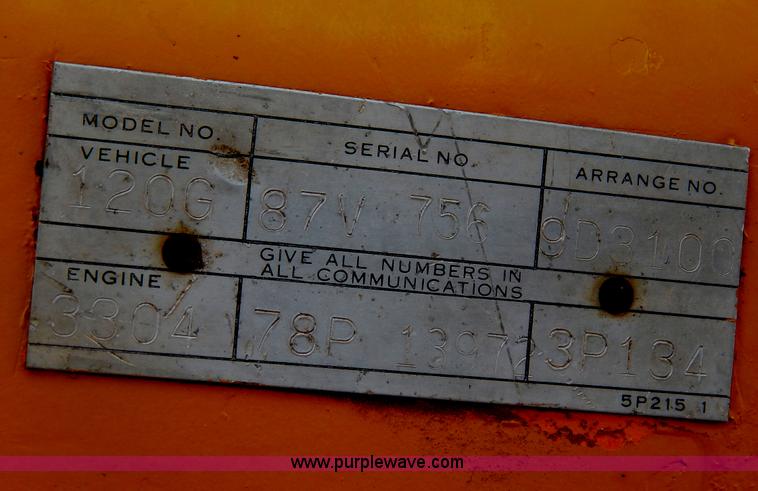 MODEL NO. SERIAL NO. ARRANGE NO.
VEHICLE
120G 87V 756 9D3100
GIVE ALL NUMBERS IN
ALL COMMUNICATIONS
ENGINE
3304 78P 13972 3P134
5P215 1
www.purplewave.com